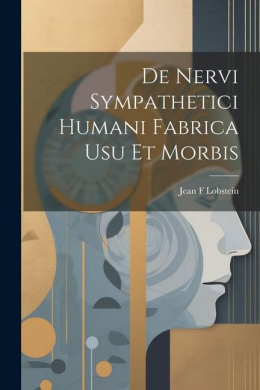 De Nervi
Sympathetici
Humani Fabrica
Usu Et Morbis
Jean F Lobstein